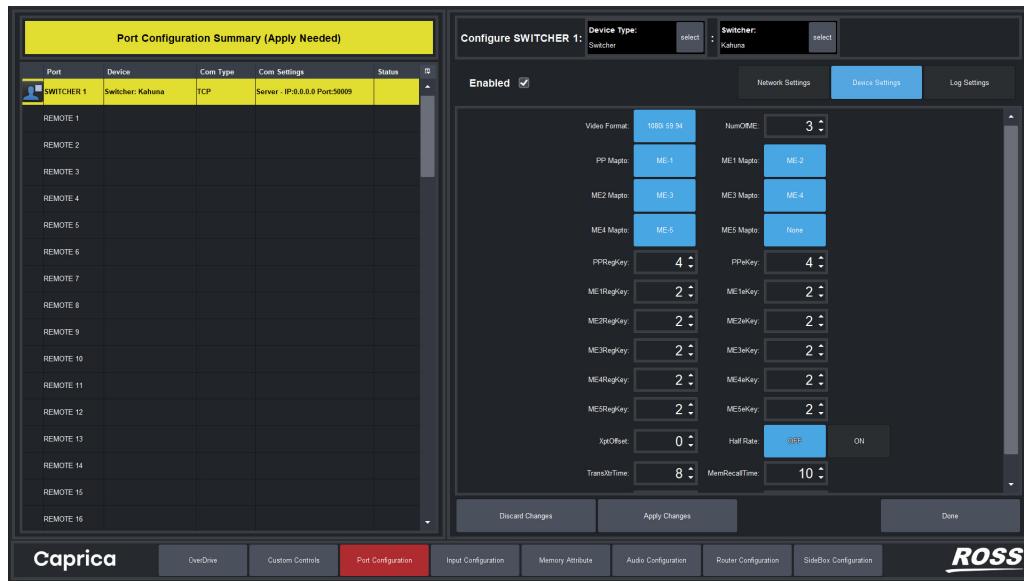 Port Configuration Summary (Apply Needed)
Port Device Com Type Com Settings Status
SWITCHER 1 Switcher: Kahuna TCP Server - IP:0.0.0.0 Port:50009
REMOTE 1
REMOTE 2
REMOTE 3
REMOTE 4
REMOTE 5
REMOTE 6
REMOTE 7
REMOTE 8
REMOTE 9
REMOTE 10
REMOTE 11
REMOTE 12
REMOTE 13
REMOTE 14
REMOTE 15
REMOTE 16
Configure SWITCHER 1: Device Type: Switcher select : Switcher: Kahuna select
Enabled Network Settings Device Settings Log Settings
Video Format: 1080i 59.94 NumOfME: 3
PP Mapto: ME-1 ME1 Mapto: ME-2
ME2 Mapto: ME-3 ME3 Mapto: ME-4
ME4 Mapto: ME-5 ME5 Mapto: None
PPRegKey: 4 PPeKey: 4
ME1RegKey: 2 ME1eKey: 2
ME2RegKey: 2 ME2eKey: 2
ME3RegKey: 2 ME3eKey: 2
ME4RegKey: 2 ME4eKey: 2
ME5RegKey: 2 ME5eKey: 2
XptOffset: 0 Half Rate: OFF ON
TransXtrTime: 8 MemRecallTime: 10
Discard Changes Apply Changes Done
Caprica OverDrive Custom Controls Port Configuration Input Configuration Memory Attribute Audio Configuration Router Configuration SideBox Configuration ROSS